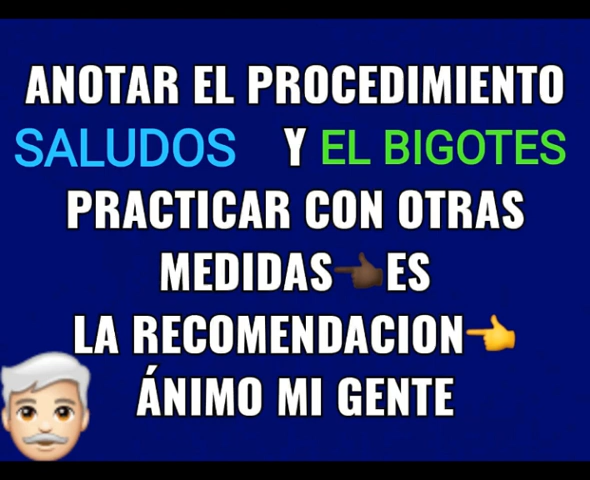 ANOTAR EL PROCEDIMIENTO
SALUDOS Y EL BIGOTES
PRACTICAR CON OTRAS
MEDIDAS👈🏿ES
LA RECOMENDACION👈
ÁNIMO MI GENTE